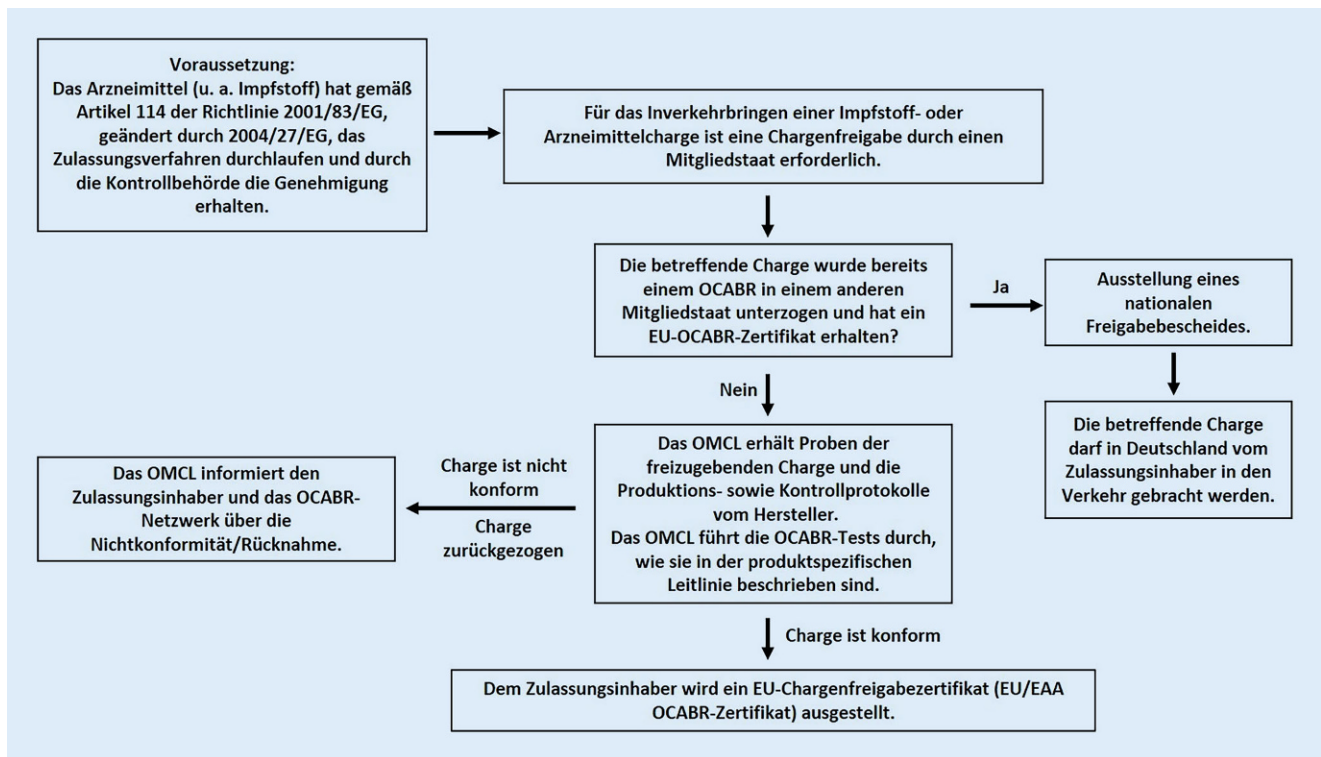 Voraussetzung:
Das Arzneimittel (u. a. Impfstoff) hat gemäß
Artikel 114 der Richtlinie 2001/83/EG,
geändert durch 2004/27/EG, das
Zulassungsverfahren durchlaufen und durch
die Kontrollbehörde die Genehmigung
erhalten.
Für das Inverkehrbringen einer Impfstoff- oder
Arzneimittelcharge ist eine Chargenfreigabe durch einen
Mitgliedstaat erforderlich.
Die betreffende Charge wurde bereits
einem OCABR in einem anderen
Mitgliedstaat unterzogen und hat ein
EU-OCABR-Zertifikat erhalten?
Ja
Ausstellung eines
nationalen
Freigabebescheides.
Die betreffende Charge
darf in Deutschland vom
Zulassungsinhaber in den
Verkehr gebracht werden.
Nein
Das OMCL erhält Proben der
freizugebenden Charge und die
Produktions- sowie Kontrollprotokolle
vom Hersteller.
Das OMCL führt die OCABR-Tests durch,
wie sie in der produktspezifischen
Leitlinie beschrieben sind.
Charge ist nicht
konform
Charge
zurückgezogen
Das OMCL informiert den
Zulassungsinhaber und das OCABR-
Netzwerk über die
Nichtkonformität/Rücknahme.
Charge ist konform
Dem Zulassungsinhaber wird ein EU-Chargenfreigabezertifikat (EU/EAA
OCABR-Zertifikat) ausgestellt.